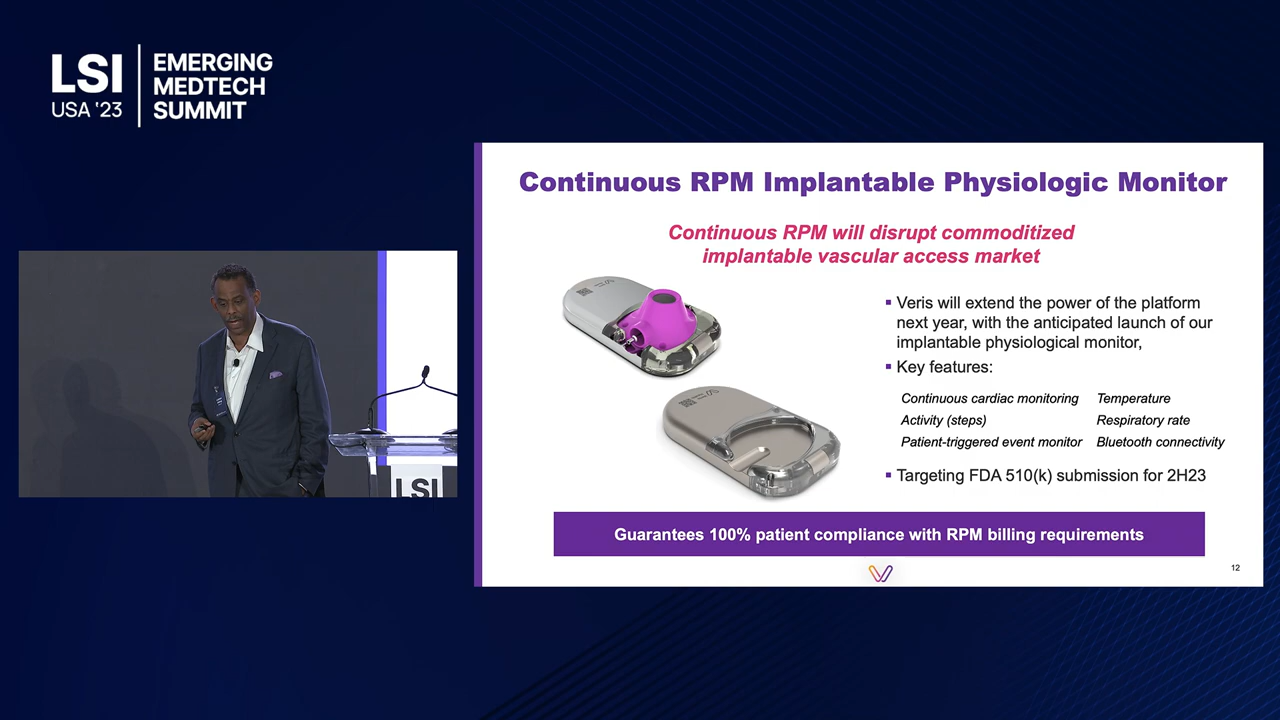 LSI
USA '23
EMERGING
MEDTECH
SUMMIT
Continuous RPM Implantable Physiologic Monitor
Continuous RPM will disrupt commoditized
implantable vascular access market
▪ Veris will extend the power of the platform
next year, with the anticipated launch of our
implantable physiological monitor,
▪ Key features:
Continuous cardiac monitoring Temperature
Activity (steps) Respiratory rate
Patient-triggered event monitor Bluetooth connectivity
▪ Targeting FDA 510(k) submission for 2H23
Guarantees 100% patient compliance with RPM billing requirements
12
LSI